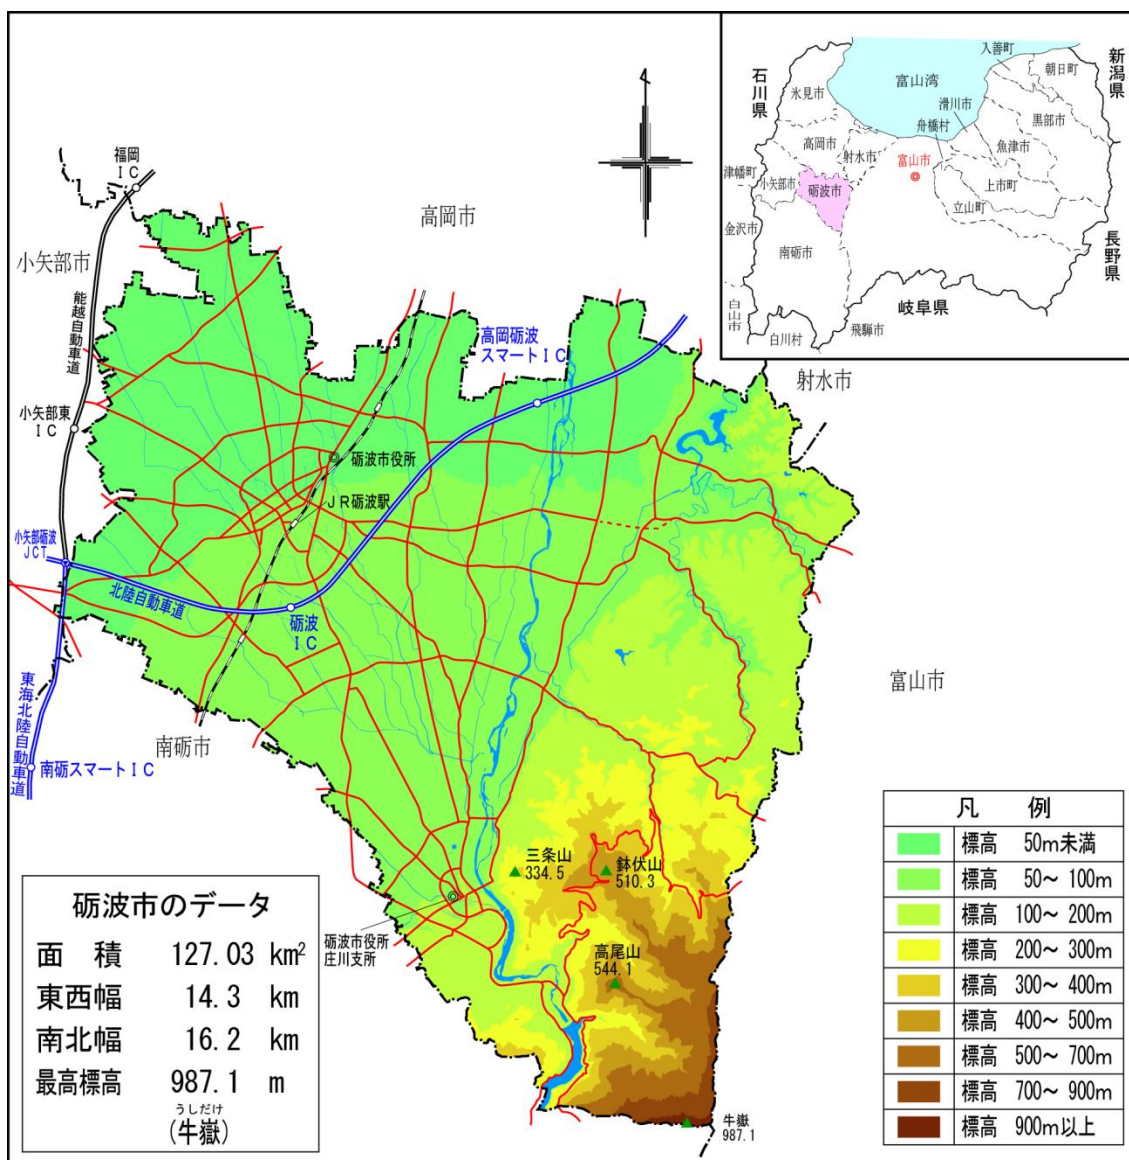 新潟県
入善町
朝日町
石川県
富山湾
氷見市
滑川市
黒部市
舟橋村
高岡市
射水市
魚津市
富山市
津幡町
小矢部市
砺波市
上市町
立山町
金沢市
長野県
南砺市
岐阜県
白山市
飛騨市
白川村
福岡
IC
高岡市
小矢部市
能越自動車道
高岡砺波
スマートIC
射水市
小矢部東
IC
砺波市役所
JR砺波駅
小矢部砺波
JCT
北陸自動車道
砺波
IC
富山市
東海北陸自動車道
南砺市
南砺スマートIC
三条山
334.5
鉢伏山
510.3
砺波市役所
庄川支所
高尾山
544.1
牛嶽
987.1
砺波市のデータ
面積 127.03 km²
東西幅 14.3 km
南北幅 16.2 km
最高標高 987.1 m
うしだけ
(牛嶽)
凡例
標高 50m未満
標高 50~100m
標高 100~200m
標高 200~300m
標高 300~400m
標高 400~500m
標高 500~700m
標高 700~900m
標高 900m以上